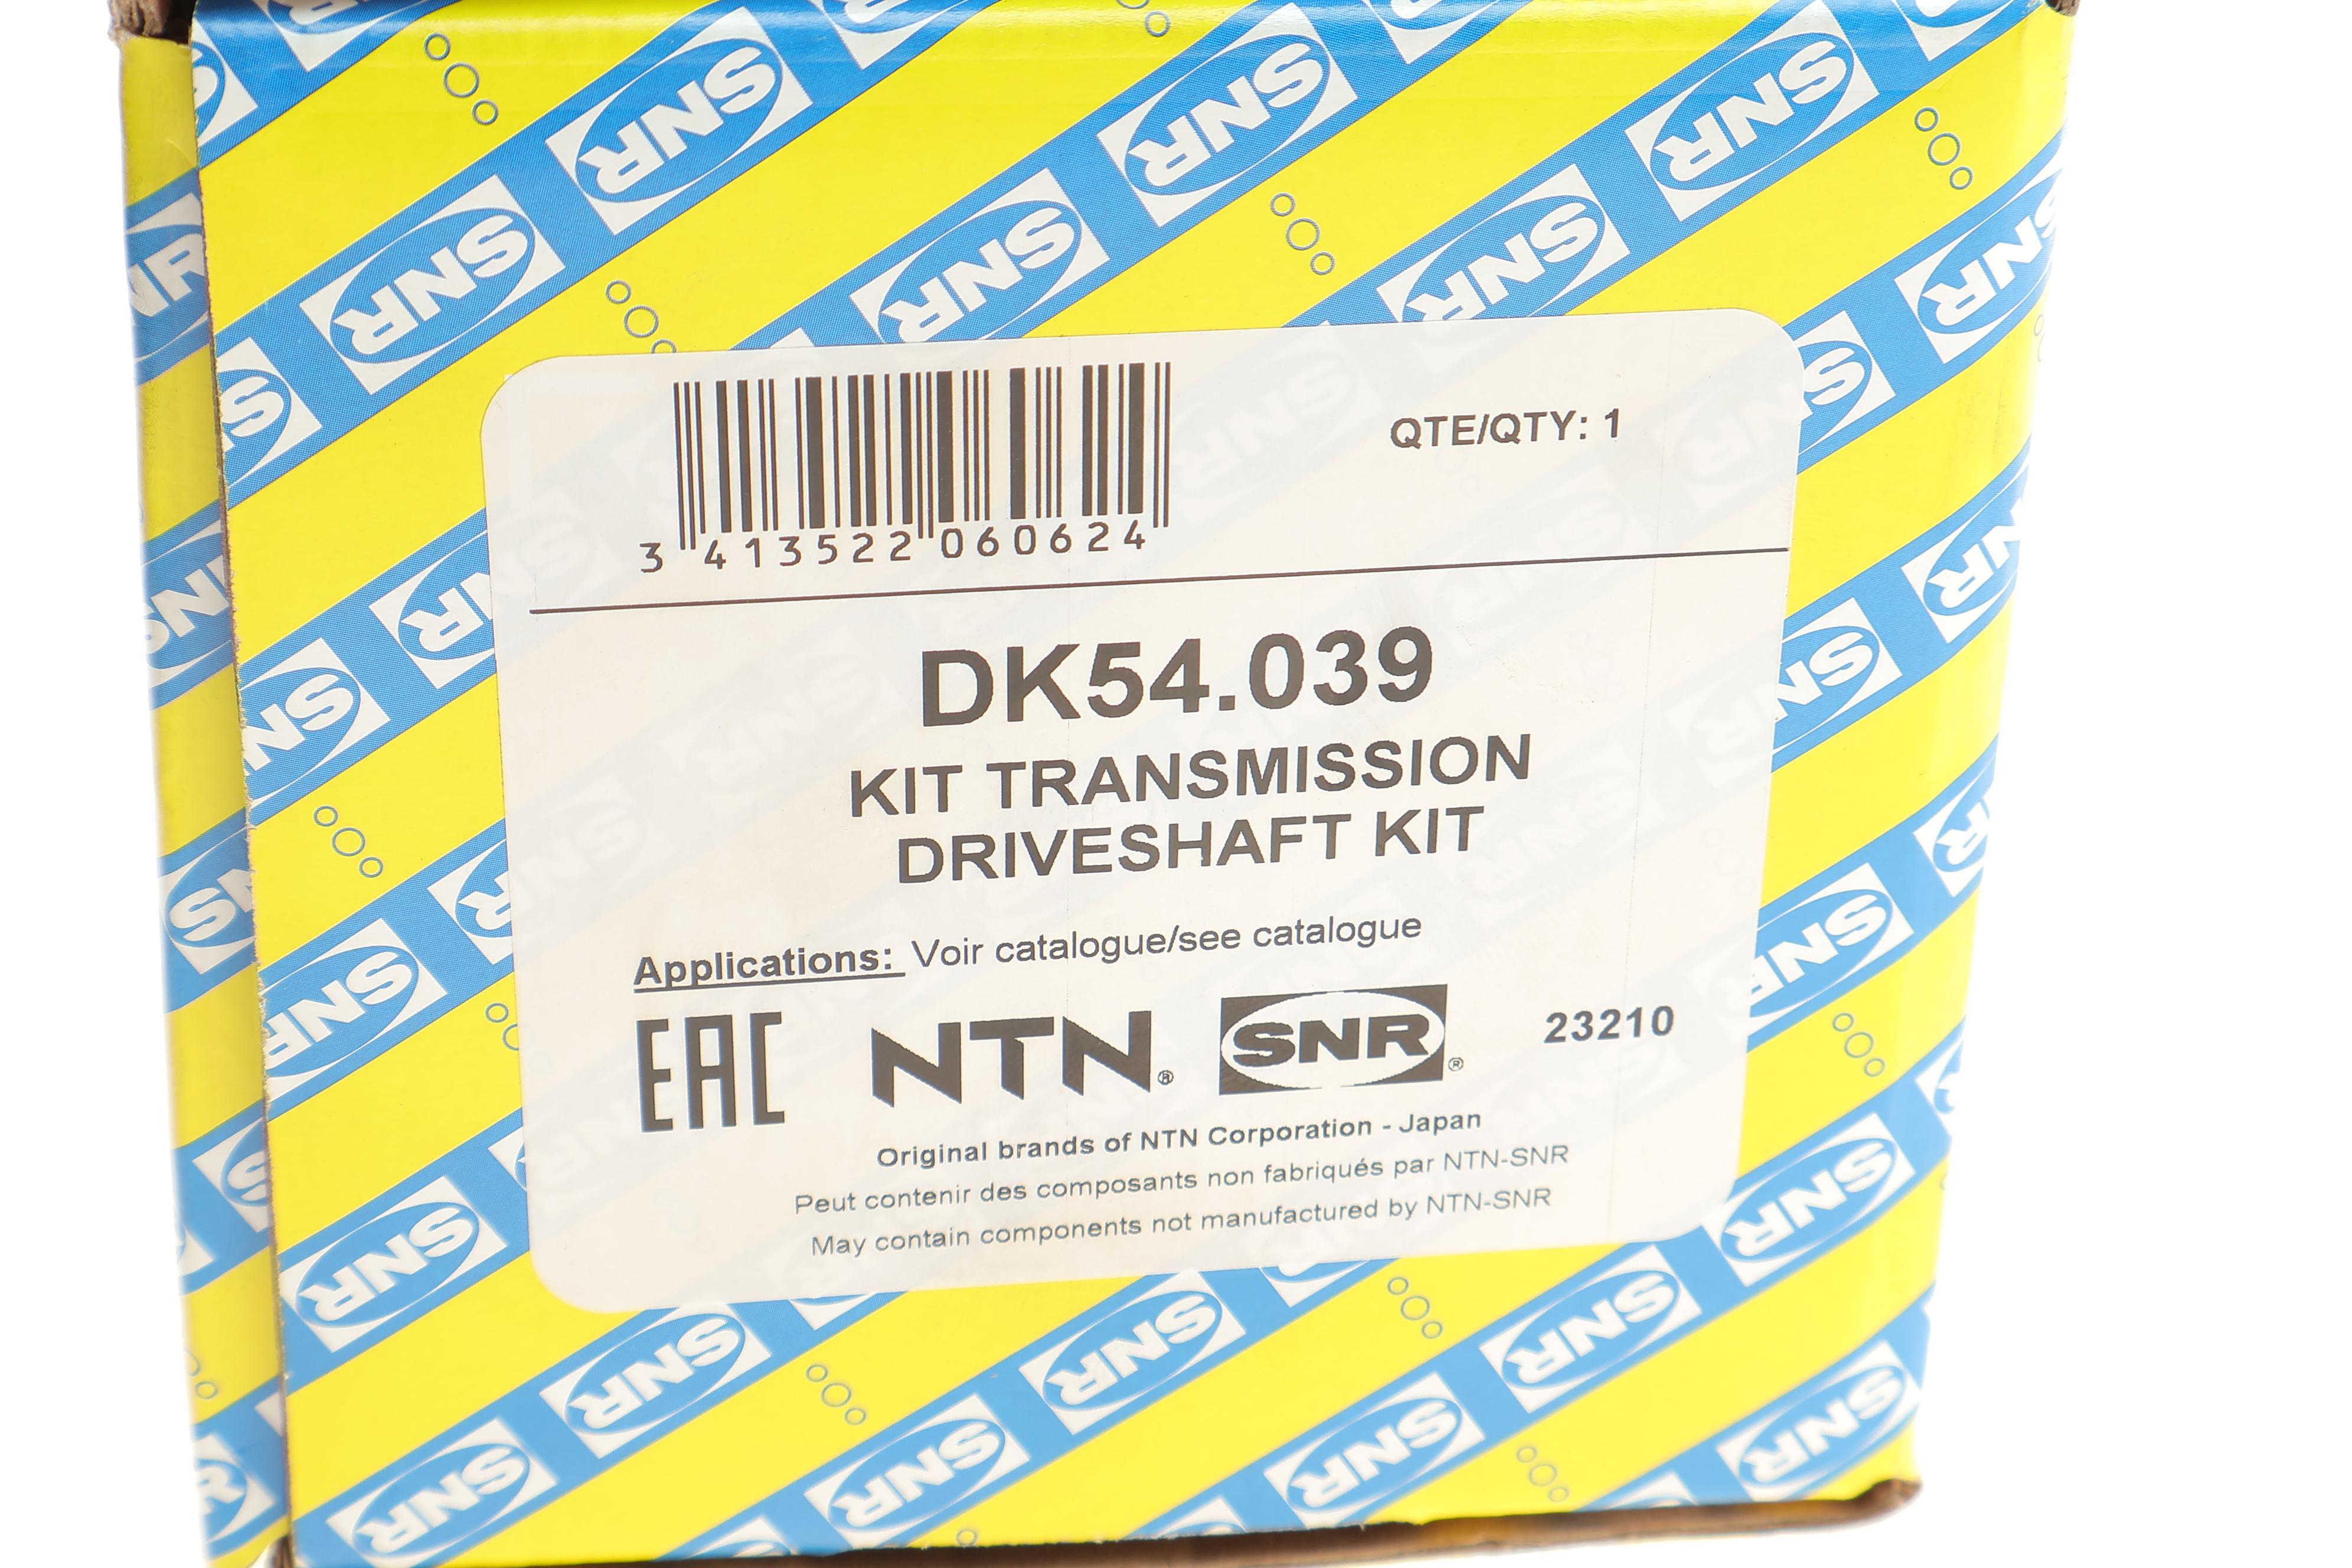 QTE/QTY: 1
3 413522 060624
DK54.039
KIT TRANSMISSION
DRIVESHAFT KIT
Applications: Voir catalogue/see catalogue
EAC NTN® SNR® 23210
Original brands of NTN Corporation - Japan
Peut contenir des composants non fabriqués par NTN-SNR
May contain components not manufactured by NTN-SNR